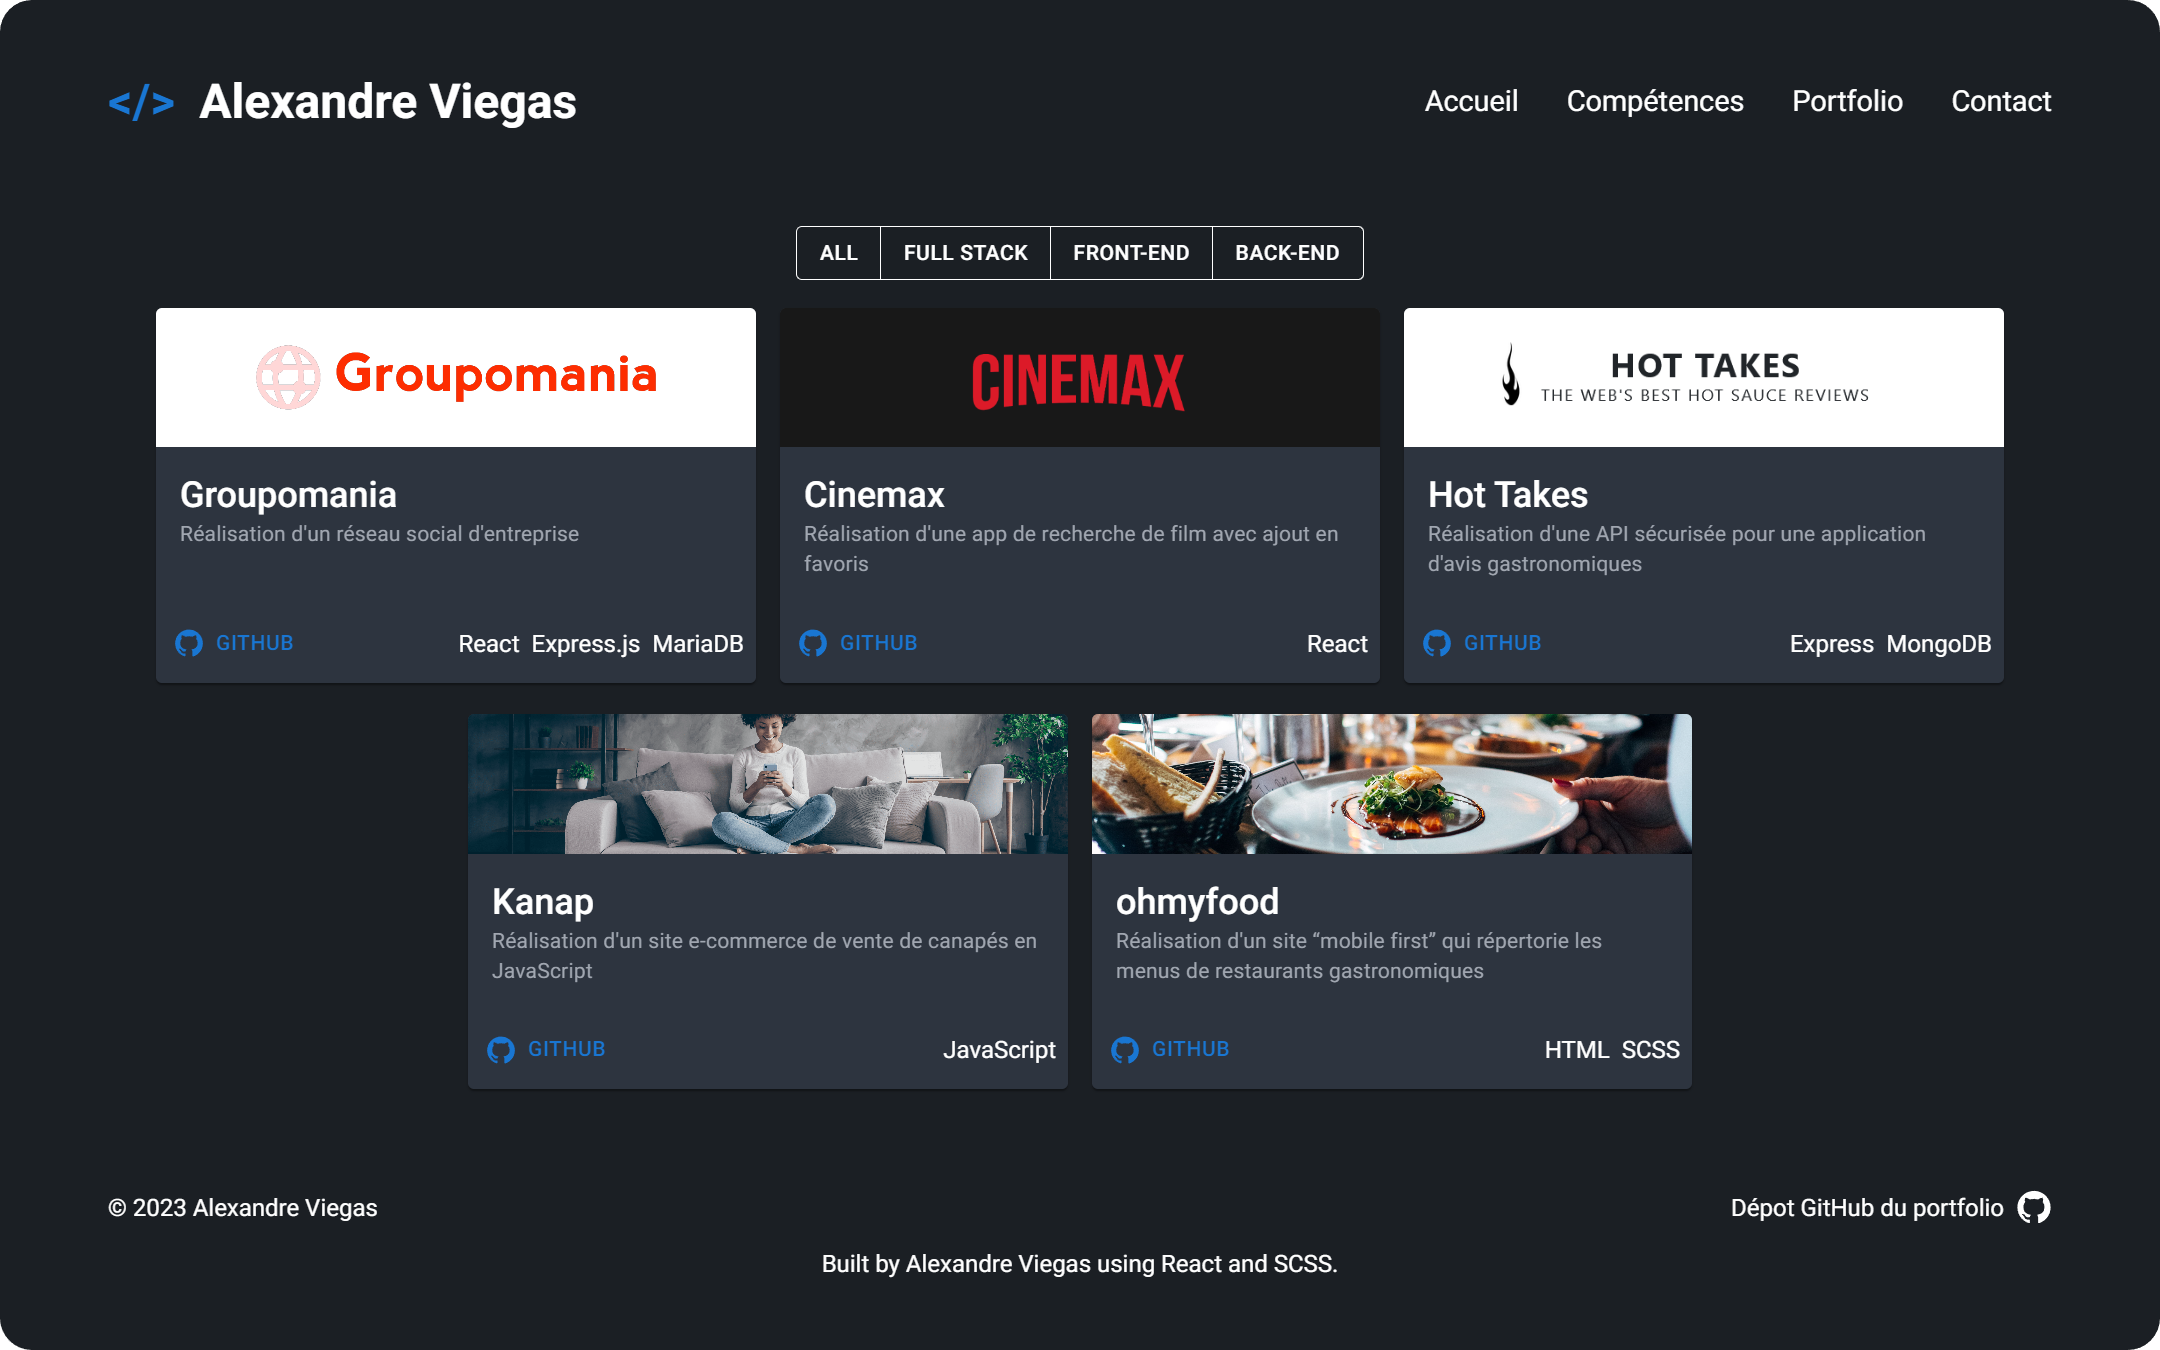 </> Alexandre Viegas
Accueil Compétences Portfolio Contact
ALL FULL STACK FRONT-END BACK-END
Groupomania
Groupomania
Réalisation d'un réseau social d'entreprise
GITHUB React Express.js MariaDB
CINEMAX
Cinemax
Réalisation d'une app de recherche de film avec ajout en
favoris
GITHUB React
HOT TAKES
THE WEB'S BEST HOT SAUCE REVIEWS
Hot Takes
Réalisation d'une API sécurisée pour une application
d'avis gastronomiques
GITHUB Express MongoDB
Kanap
Réalisation d'un site e-commerce de vente de canapés en
JavaScript
GITHUB JavaScript
ohmyfood
Réalisation d'un site “mobile first” qui répertorie les
menus de restaurants gastronomiques
GITHUB HTML SCSS
© 2023 Alexandre Viegas
Dépot GitHub du portfolio
Built by Alexandre Viegas using React and SCSS.